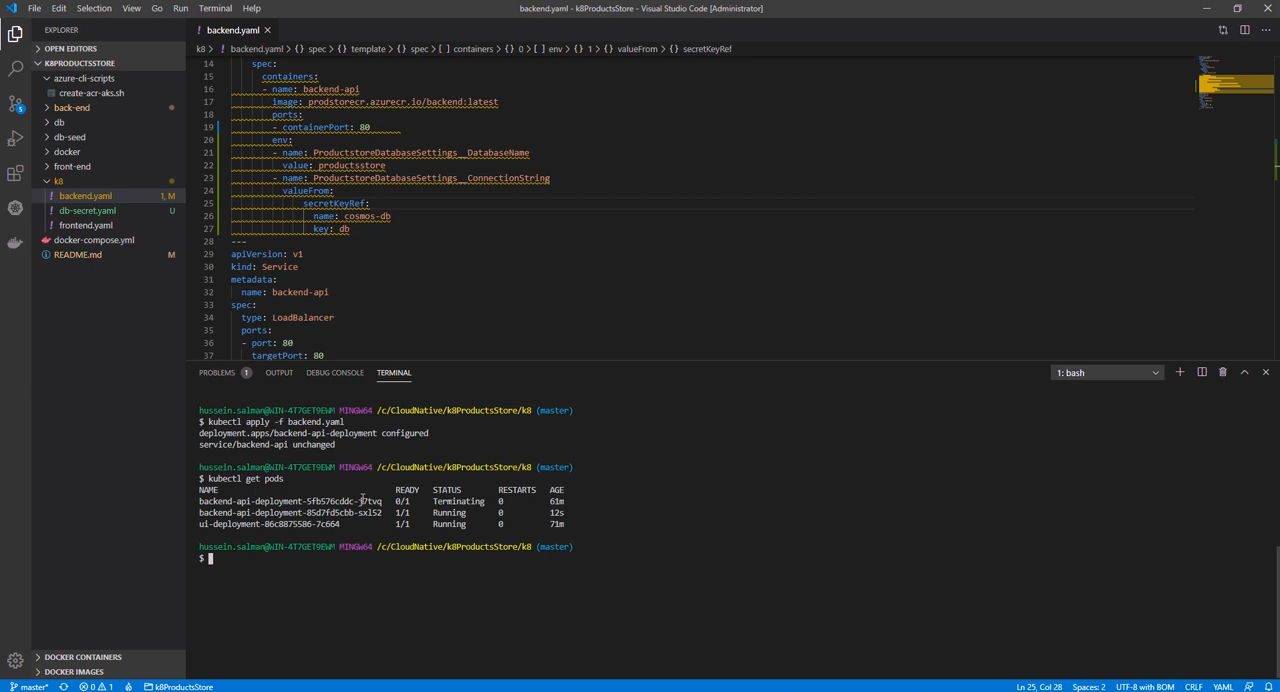 File Edit Selection View Go Run Terminal Help
backend.yaml - k8ProductsStore - Visual Studio Code [Administrator]
EXPLORER
OPEN EDITORS
K8PRODUCTSSTORE
azure-cli-scripts
create-acr-aks.sh
back-end
db
db-seed
docker
front-end
k8
! backend.yaml 1, M
! db-secret.yaml U
! frontend.yaml
docker-compose.yml
README.md M
DOCKER CONTAINERS
DOCKER IMAGES
5
! backend.yaml
k8 > ! backend.yaml > {} spec > {} template > {} spec > [ ] containers > {} 0 > [ ] env > {} 1 > {} valueFrom > {} secretKeyRef
14 spec:
15 containers:
16 - name: backend-api
17 image: prodstorecr.azurecr.io/backend:latest
18 ports:
19 - containerPort: 80
20 env:
21 - name: ProductstoreDatabaseSettings__DatabaseName
22 value: productsstore
23 - name: ProductstoreDatabaseSettings__ConnectionString
24 valueFrom:
25 secretKeyRef:
26 name: cosmos-db
27 key: db
28 ---
29 apiVersion: v1
30 kind: Service
31 metadata:
32 name: backend-api
33 spec:
34 type: LoadBalancer
35 ports:
36 - port: 80
37 targetPort: 80
PROBLEMS 1 OUTPUT DEBUG CONSOLE TERMINAL
1: bash
hussein.salman@WIN-4T7GET9EWM MINGW64 /c/CloudNative/k8ProductsStore/k8 (master)
$ kubectl apply -f backend.yaml
deployment.apps/backend-api-deployment configured
service/backend-api unchanged
hussein.salman@WIN-4T7GET9EWM MINGW64 /c/CloudNative/k8ProductsStore/k8 (master)
$ kubectl get pods
NAME READY STATUS RESTARTS AGE
backend-api-deployment-5fb576cddc-j7tvq 0/1 Terminating 0 61m
backend-api-deployment-85d7fd5cbb-sxl52 1/1 Running 0 12s
ui-deployment-86c8875586-7c664 1/1 Running 0 71m
hussein.salman@WIN-4T7GET9EWM MINGW64 /c/CloudNative/k8ProductsStore/k8 (master)
$
master* 0 1 k8ProductsStore
Ln 25, Col 28 Spaces: 2 UTF-8 with BOM CRLF YAML